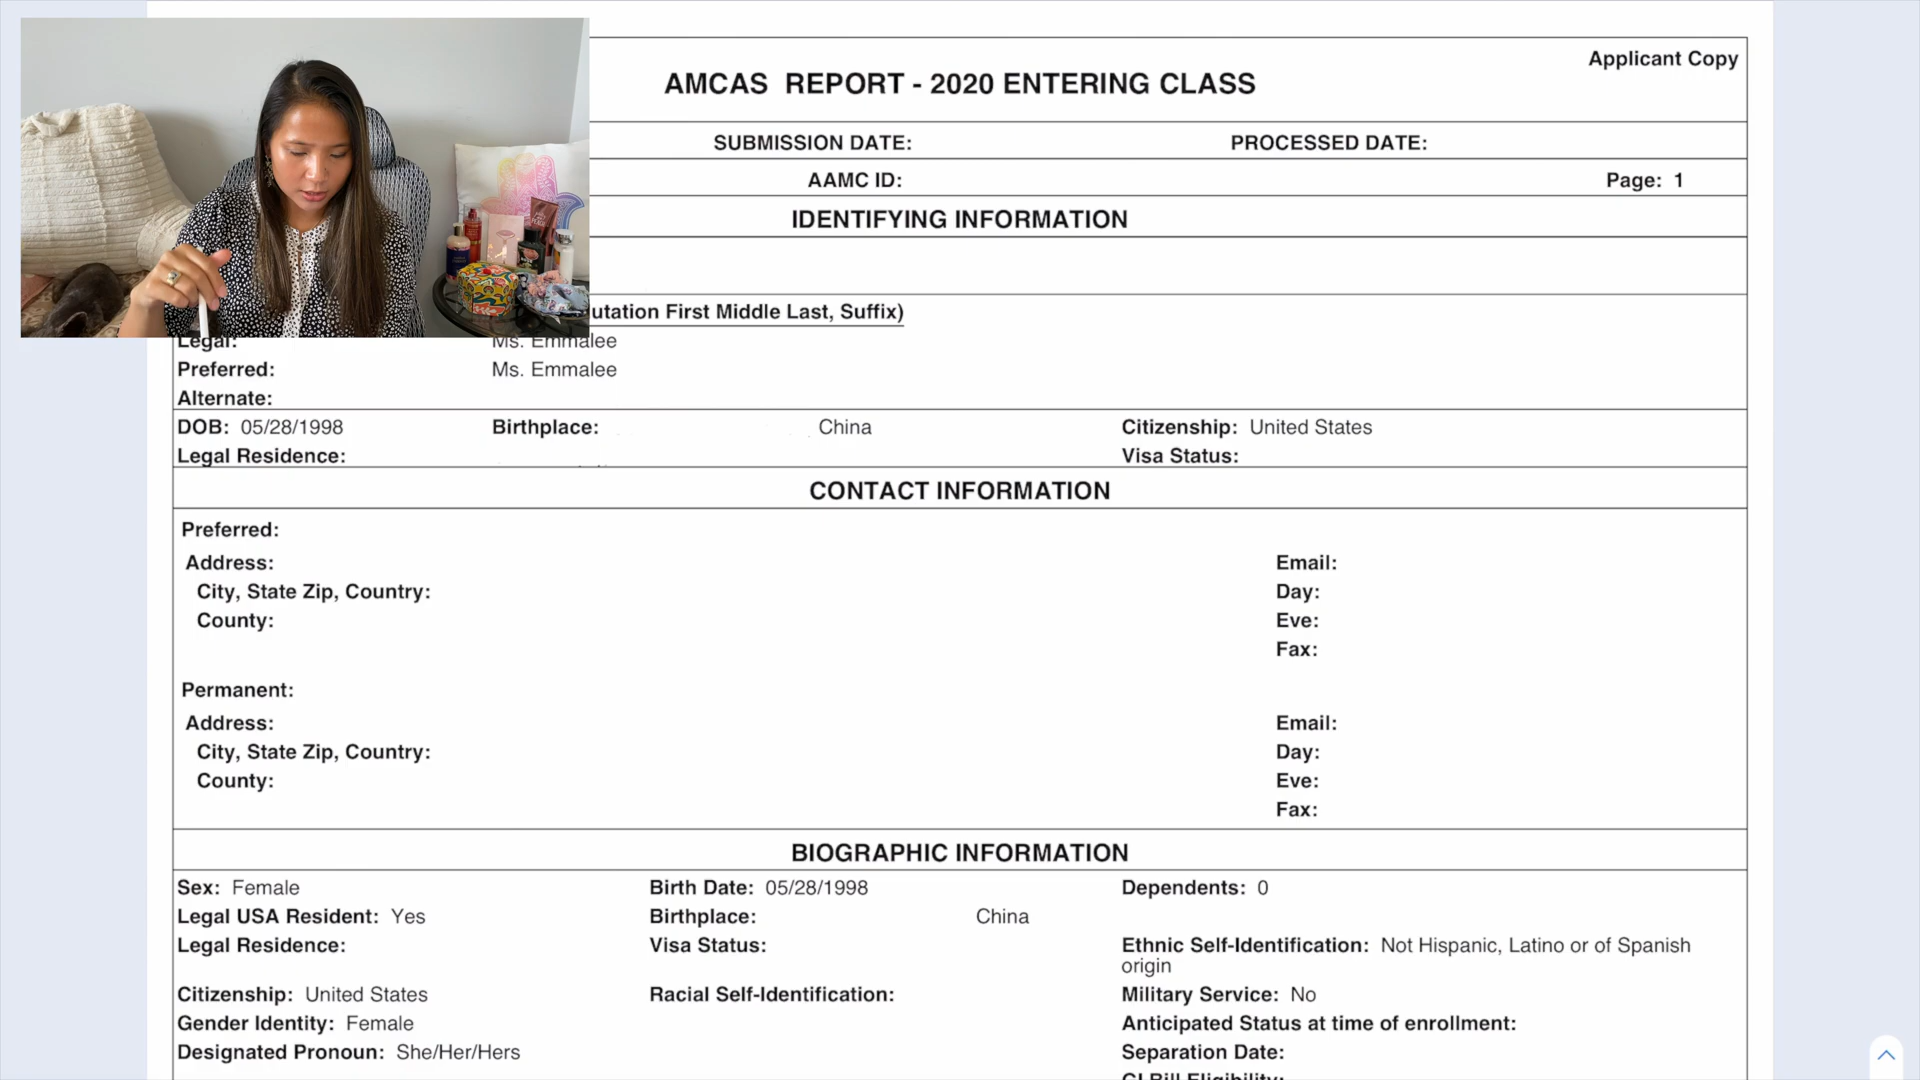 Applicant Copy
AMCAS REPORT - 2020 ENTERING CLASS
SUBMISSION DATE: PROCESSED DATE:
AAMC ID: Page: 1
IDENTIFYING INFORMATION
First Middle Last, Suffix)
Legal: Ms. Emmalee
Preferred: Ms. Emmalee
Alternate:
DOB: 05/28/1998 Birthplace: China Citizenship: United States
Legal Residence: Visa Status:
CONTACT INFORMATION
Preferred:
Address: Email:
City, State Zip, Country: Day:
County: Eve:
Fax:
Permanent:
Address: Email:
City, State Zip, Country: Day:
County: Eve:
Fax:
BIOGRAPHIC INFORMATION
Sex: Female Birth Date: 05/28/1998 Dependents: 0
Legal USA Resident: Yes Birthplace: China
Legal Residence: Visa Status: Ethnic Self-Identification: Not Hispanic, Latino or of Spanish
origin
Citizenship: United States Racial Self-Identification: Military Service: No
Gender Identity: Female Anticipated Status at time of enrollment:
Designated Pronoun: She/Her/Hers Separation Date: